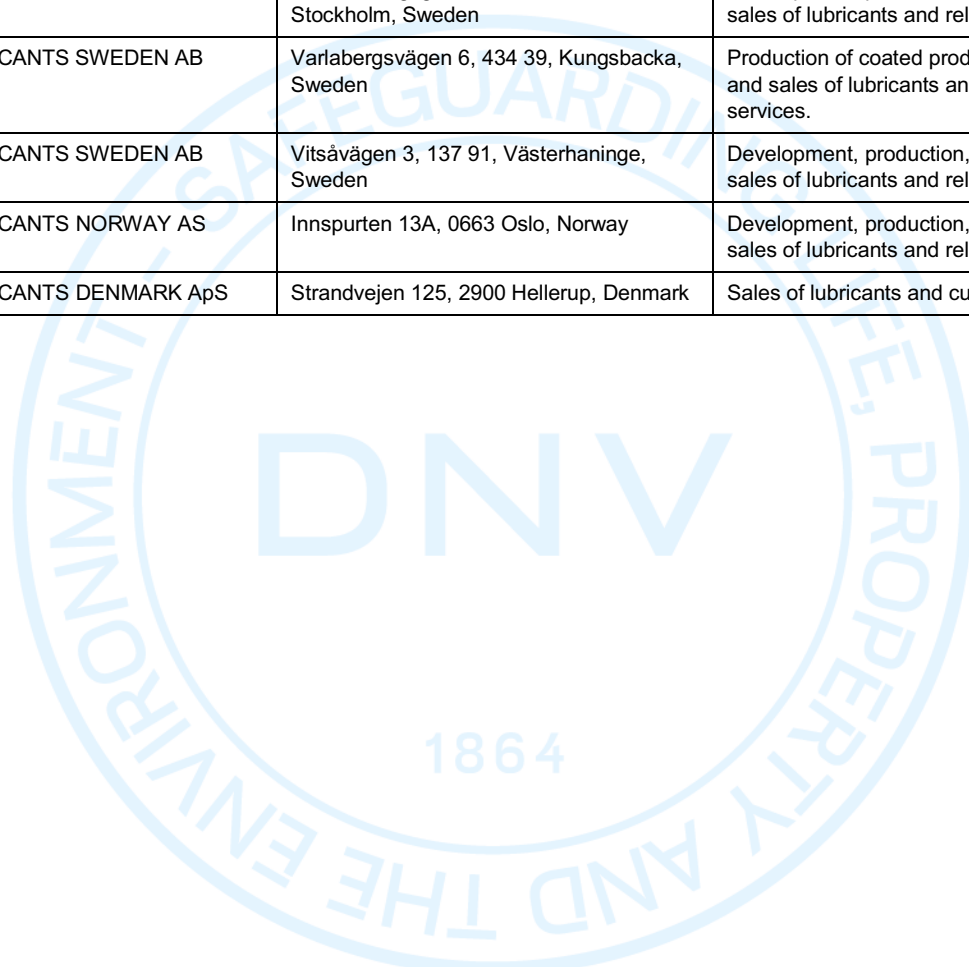 Stockholm, Sweden
sales of lubricants and rel
CANTS SWEDEN AB
Varlabergsvägen 6, 434 39, Kungsbacka,
Sweden
Production of coated prod
and sales of lubricants an
services.
CANTS SWEDEN AB
Vitsåvägen 3, 137 91, Västerhaninge,
Sweden
Development, production,
sales of lubricants and rel
CANTS NORWAY AS
Innspurten 13A, 0663 Oslo, Norway
Development, production,
sales of lubricants and rel
CANTS DENMARK ApS
Strandvejen 125, 2900 Hellerup, Denmark
Sales of lubricants and cu
SAFEGUARDING LIFE, PROPERTY AND THE ENVIRONMENT –
DNV
1864